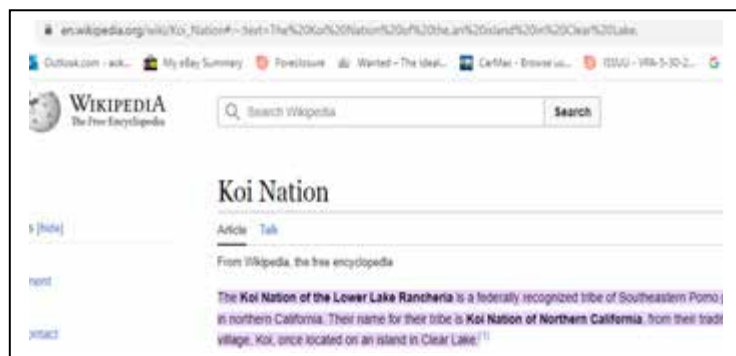 en.wikipedia.org/wiki/Koi_Nation#:~:text=The%20Koi%20Nation%20of%20the,an%20island%20in%20Clear%20Lake.
Outlook.com - ack... My eBay Summary Foreclosure Wanted - The Ideal... CarMax - Browse us... ISSUU -
WIKIPEDIA
The Free Encyclopedia
Search Wikipedia Search
Koi Nation
[hide]
Article Talk
From Wikipedia, the free encyclopedia
The Koi Nation of the Lower Lake Rancheria is a federally recognized tribe of Southeastern Pomo
in northern California. Their name for their tribe is Koi Nation of Northern California, from their tradi
village, Koi, once located on an island in Clear Lake.[1]